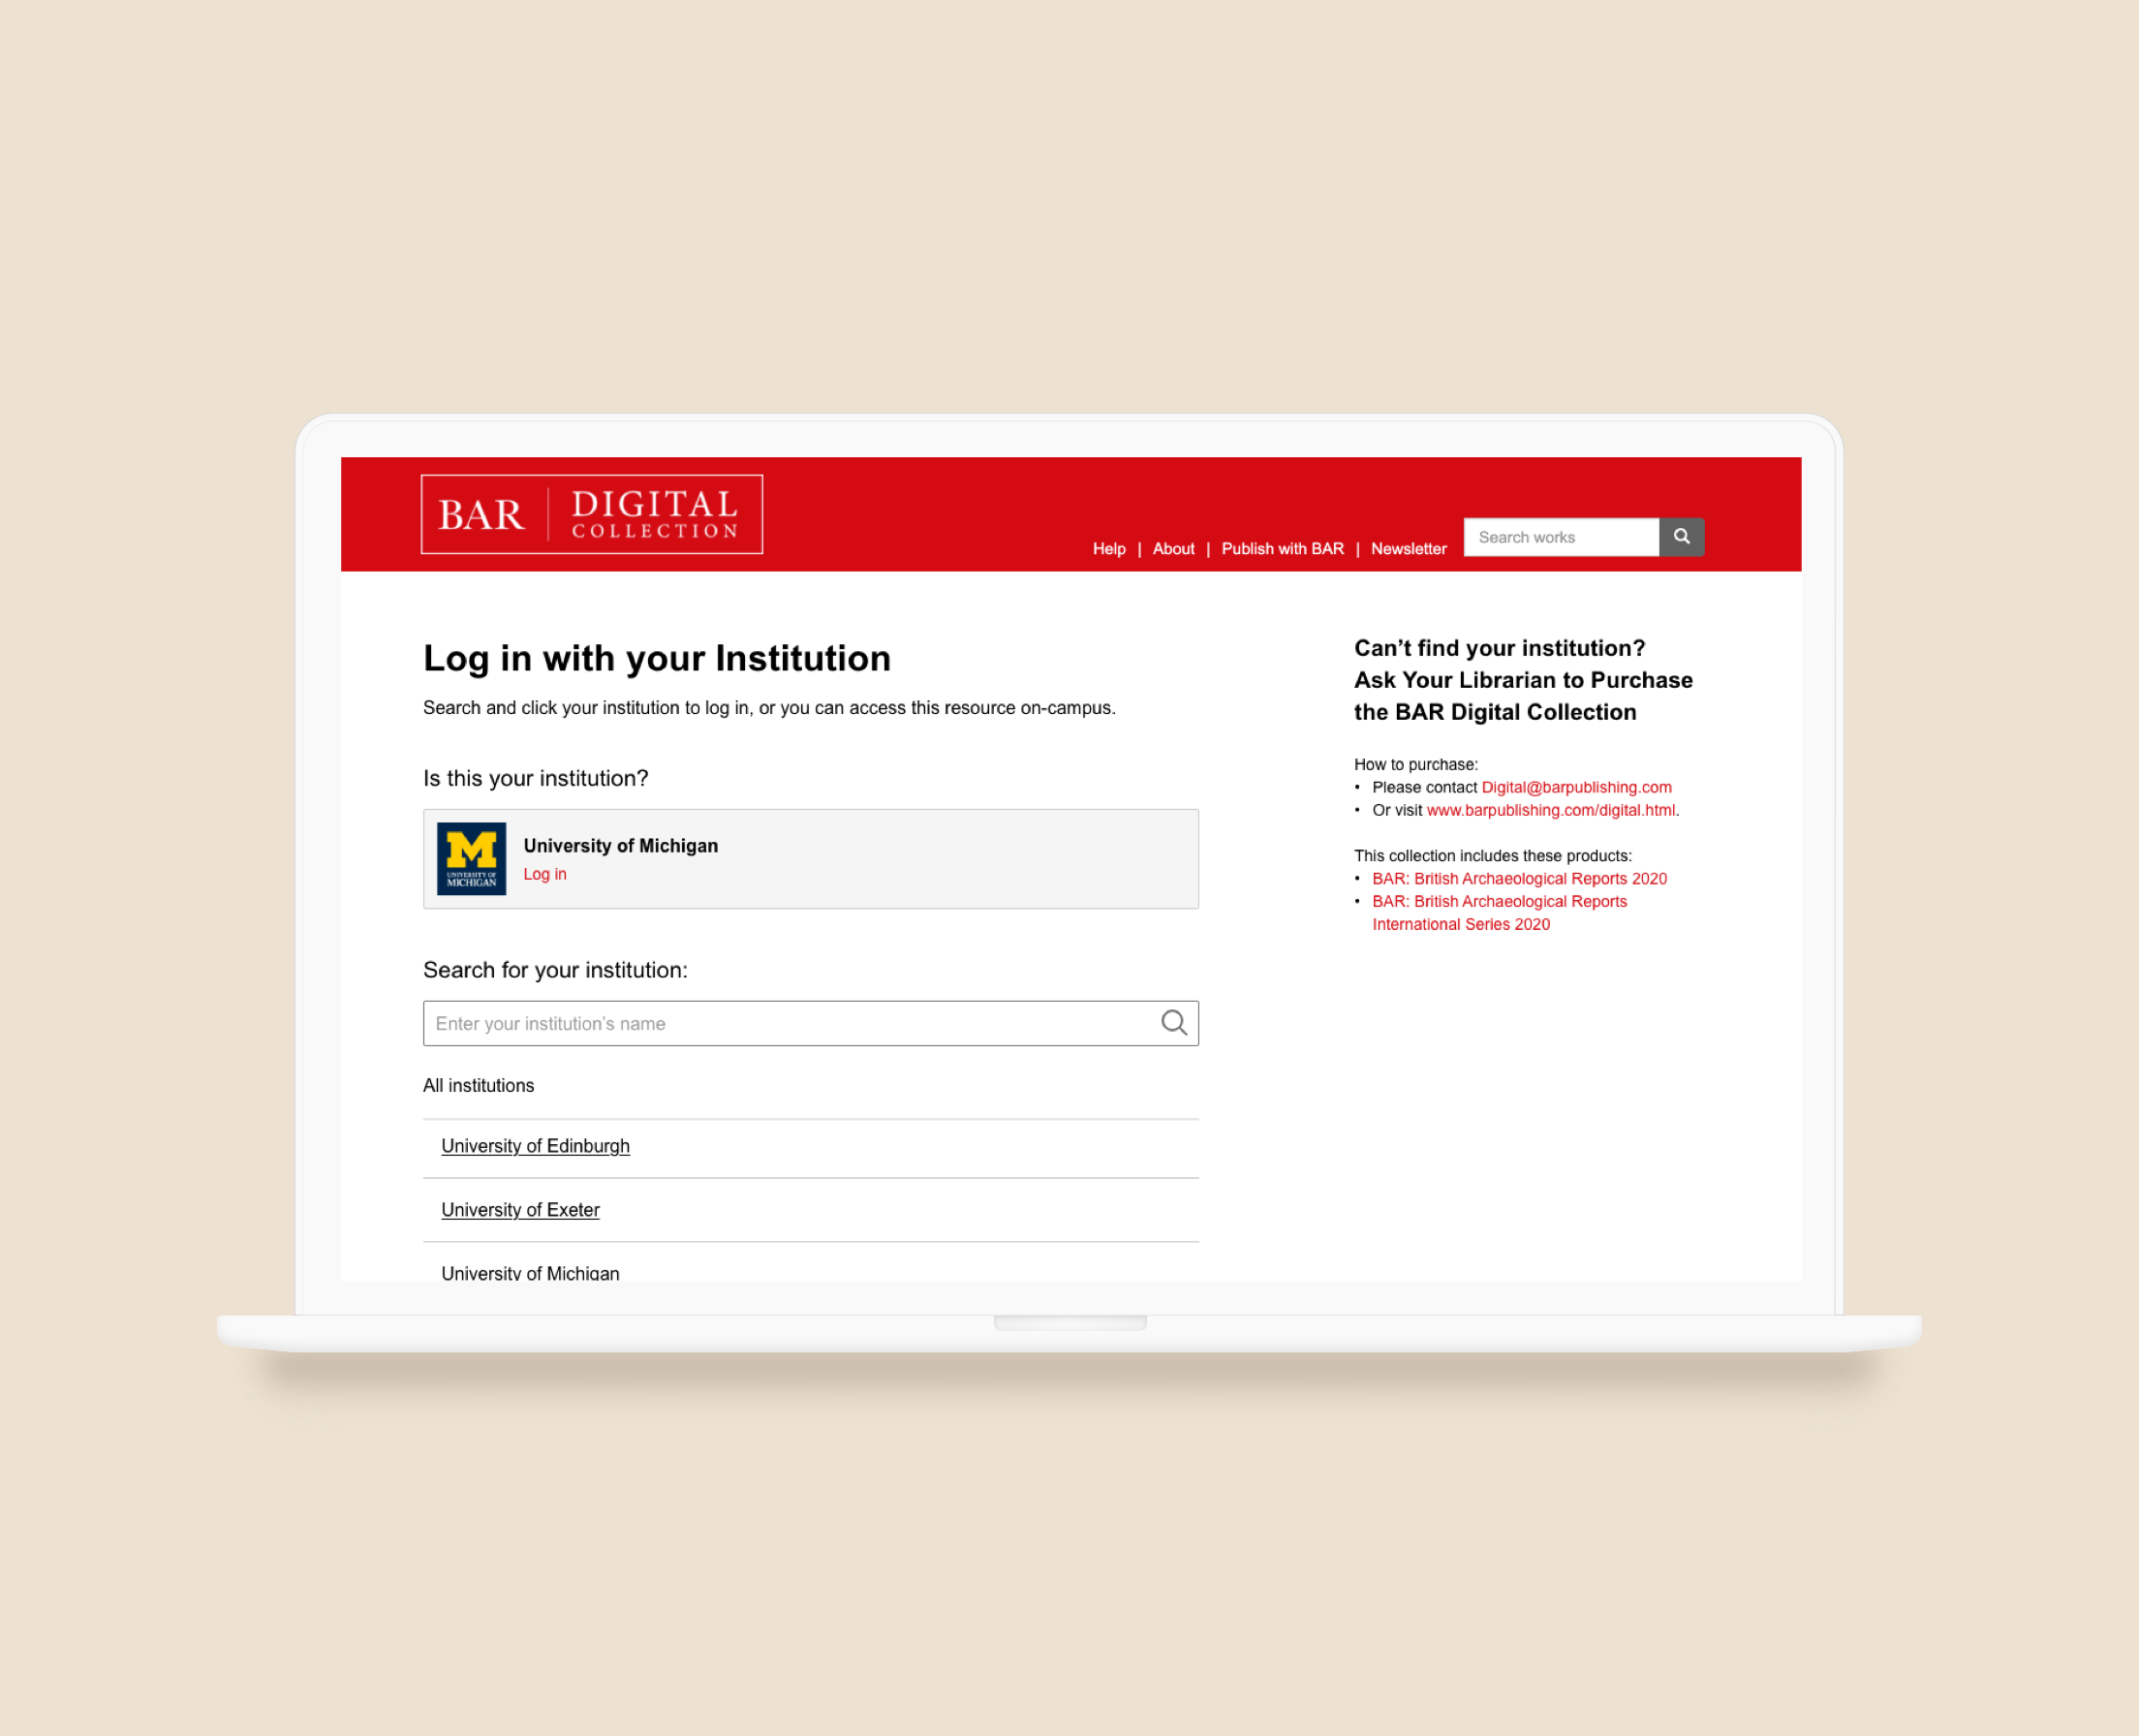 BAR
DIGITAL
COLLECTION
Help | About | Publish with BAR | Newsletter
Search works
Log in with your Institution
Search and click your institution to log in, or you can access this resource on-campus.
Is this your institution?
UNIVERSITY OF
MICHIGAN
University of Michigan
Log in
Search for your institution:
Enter your institution's name
All institutions
University of Edinburgh
University of Exeter
University of Michigan
Can’t find your institution?
Ask Your Librarian to Purchase
the BAR Digital Collection
How to purchase:
• Please contact Digital@barpublishing.com
• Or visit www.barpublishing.com/digital.html.
This collection includes these products:
• BAR: British Archaeological Reports 2020
• BAR: British Archaeological Reports
International Series 2020